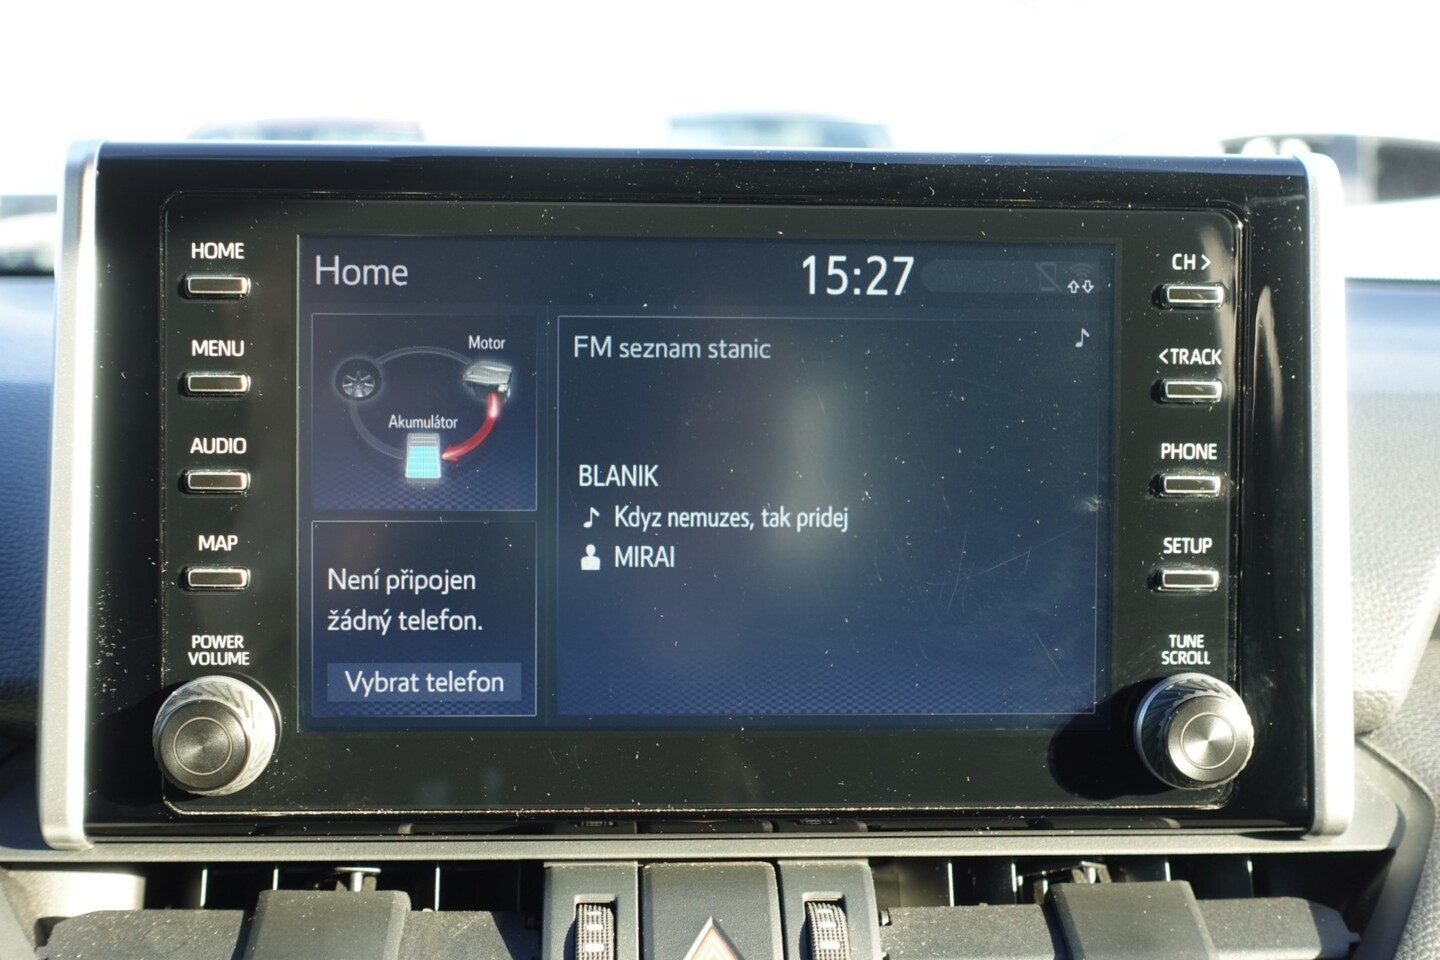 HOME
MENU
AUDIO
MAP
POWER
VOLUME
Home
15:27
Motor
Akumulátor
Není připojen
žádný telefon.
Vybrat telefon
FM seznam stanic
BLANIK
Kdyz nemuzes, tak pridej
MIRAI
CH >
< TRACK
PHONE
SETUP
TUNE
SCROLL